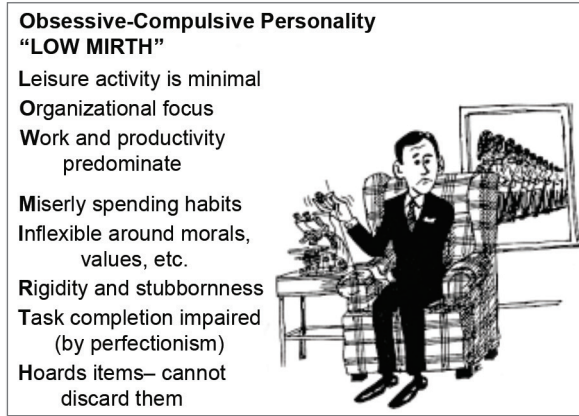 Obsessive-Compulsive Personality
“LOW MIRTH”
Leisure activity is minimal
Organizational focus
Work and productivity
predominate
Miserly spending habits
Inflexible around morals,
values, etc.
Rigidity and stubbornness
Task completion impaired
(by perfectionism)
Hoards items– cannot
discard them